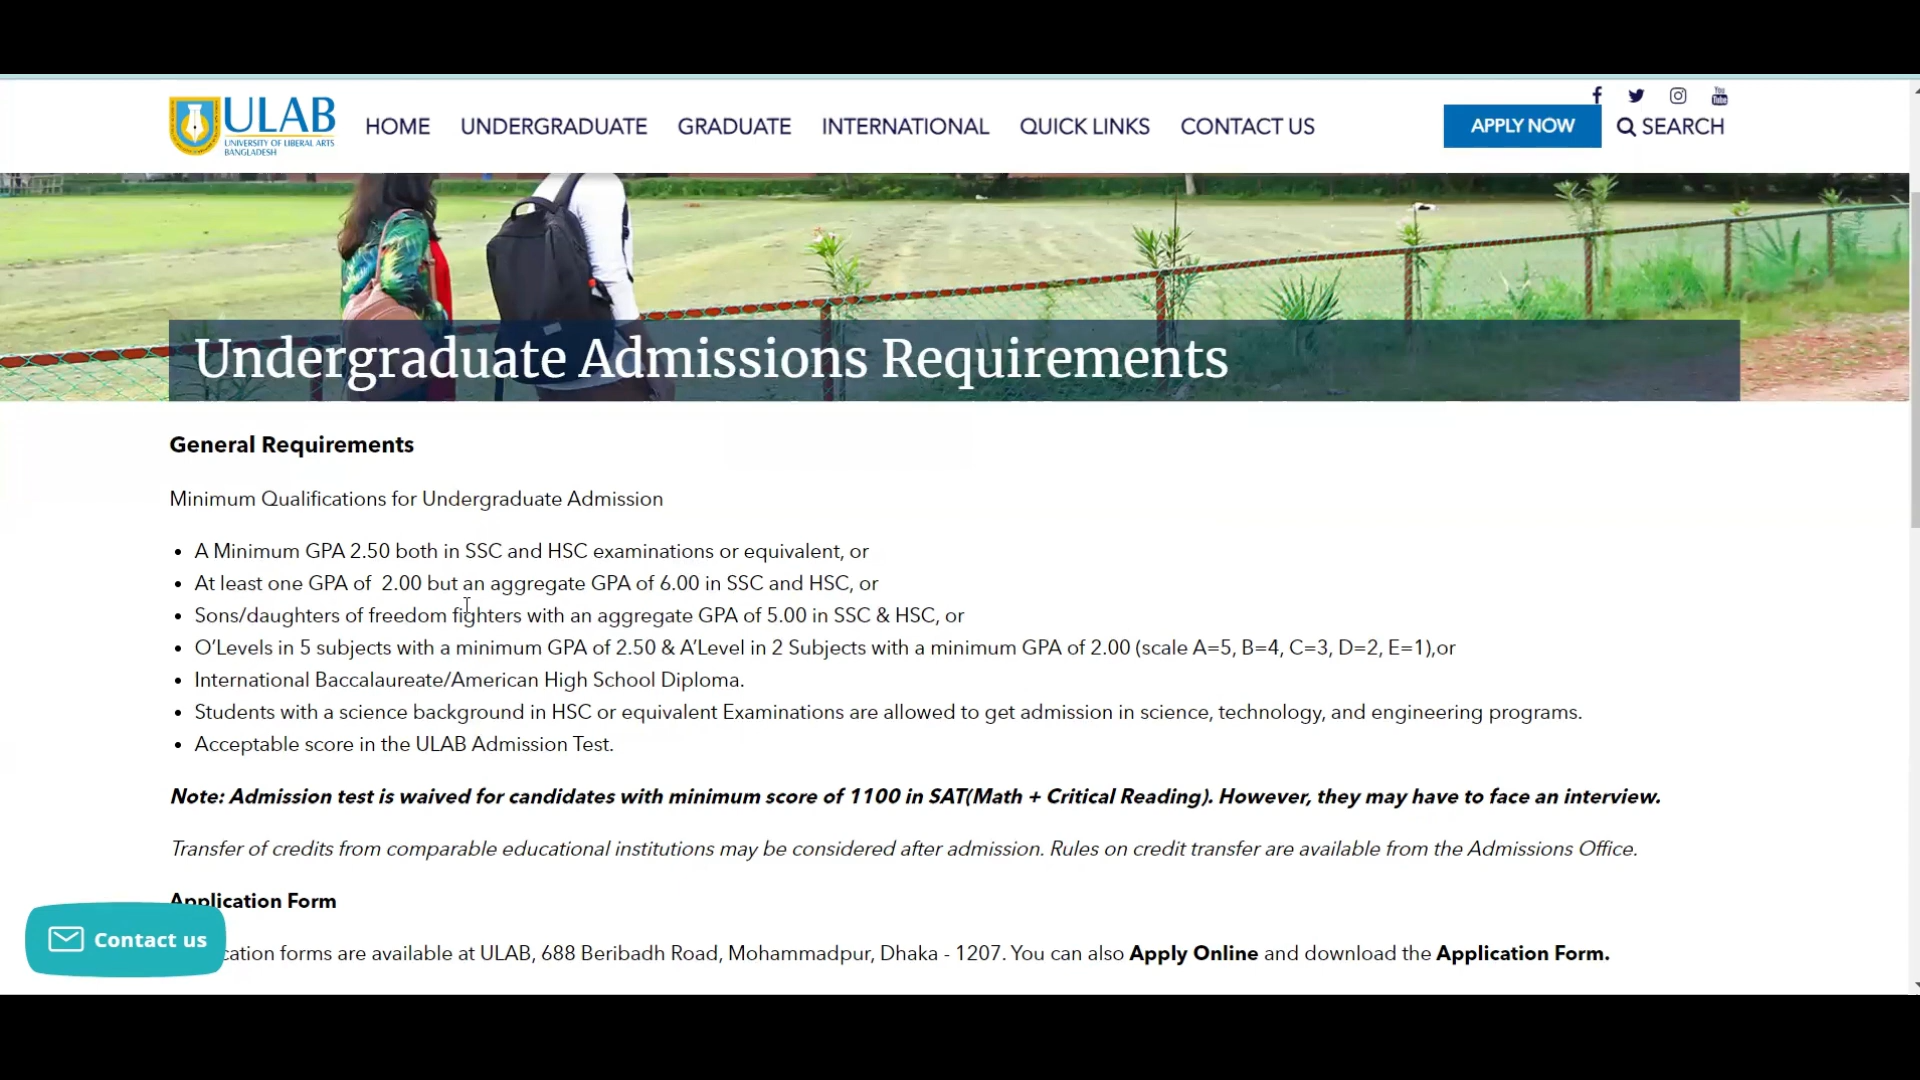 ULAB
UNIVERSITY OF LIBERAL ARTS
BANGLADESH
HOME UNDERGRADUATE GRADUATE INTERNATIONAL QUICK LINKS CONTACT US APPLY NOW SEARCH
You
Tube
Undergraduate Admissions Requirements
General Requirements
Minimum Qualifications for Undergraduate Admission
• A Minimum GPA 2.50 both in SSC and HSC examinations or equivalent, or
• At least one GPA of 2.00 but an aggregate GPA of 6.00 in SSC and HSC, or
• Sons/daughters of freedom fighters with an aggregate GPA of 5.00 in SSC & HSC, or
• O’Levels in 5 subjects with a minimum GPA of 2.50 & A’Level in 2 Subjects with a minimum GPA of 2.00 (scale A=5, B=4, C=3, D=2, E=1),or
• International Baccalaureate/American High School Diploma.
• Students with a science background in HSC or equivalent Examinations are allowed to get admission in science, technology, and engineering programs.
• Acceptable score in the ULAB Admission Test.
Note: Admission test is waived for candidates with minimum score of 1100 in SAT(Math + Critical Reading). However, they may have to face an interview.
Transfer of credits from comparable educational institutions may be considered after admission. Rules on credit transfer are available from the Admissions Office.
Application Form
Contact us
cation forms are available at ULAB, 688 Beribadh Road, Mohammadpur, Dhaka - 1207. You can also Apply Online and download the Application Form.